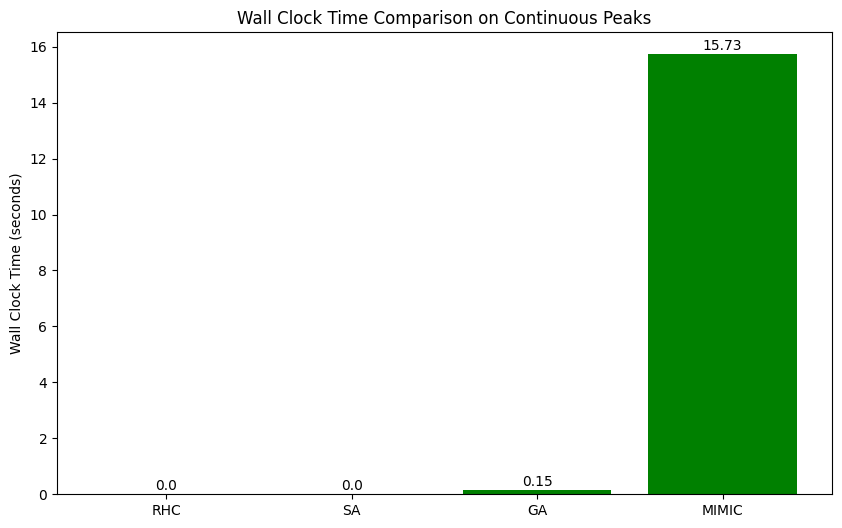 Wall Clock Time Comparison on Continuous Peaks
Wall Clock Time (seconds)
16
14
12
10
8
6
4
2
0
0.0
0.0
0.15
15.73
RHC
SA
GA
MIMIC